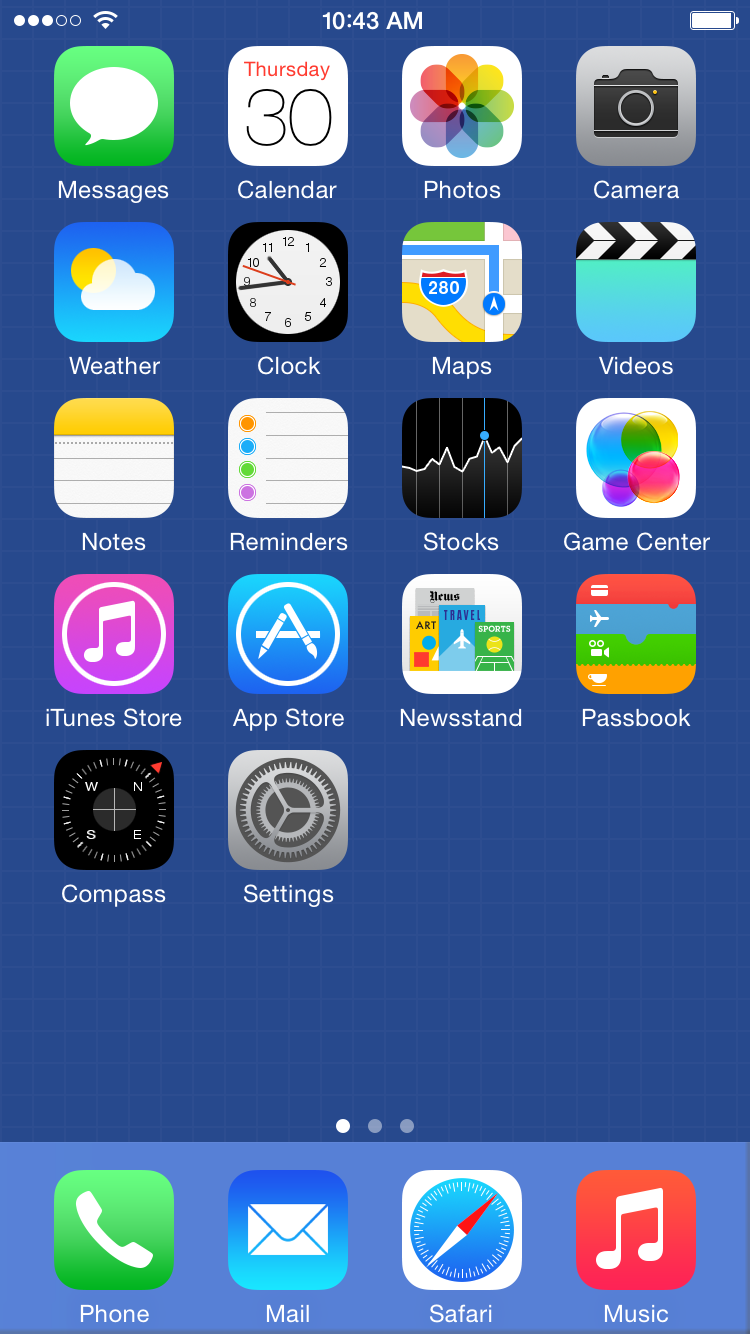 10:43 AM
Thursday
30
Messages Calendar Photos Camera
12
11 1
10 2
280
9 3
8 4
7 5
6
Weather Clock Maps Videos
Notes Reminders Stocks Game Center
News
TRAVEL
ART
SPORTS
iTunes Store App Store Newsstand Passbook
W N
S E
Compass Settings
Phone Mail Safari Music